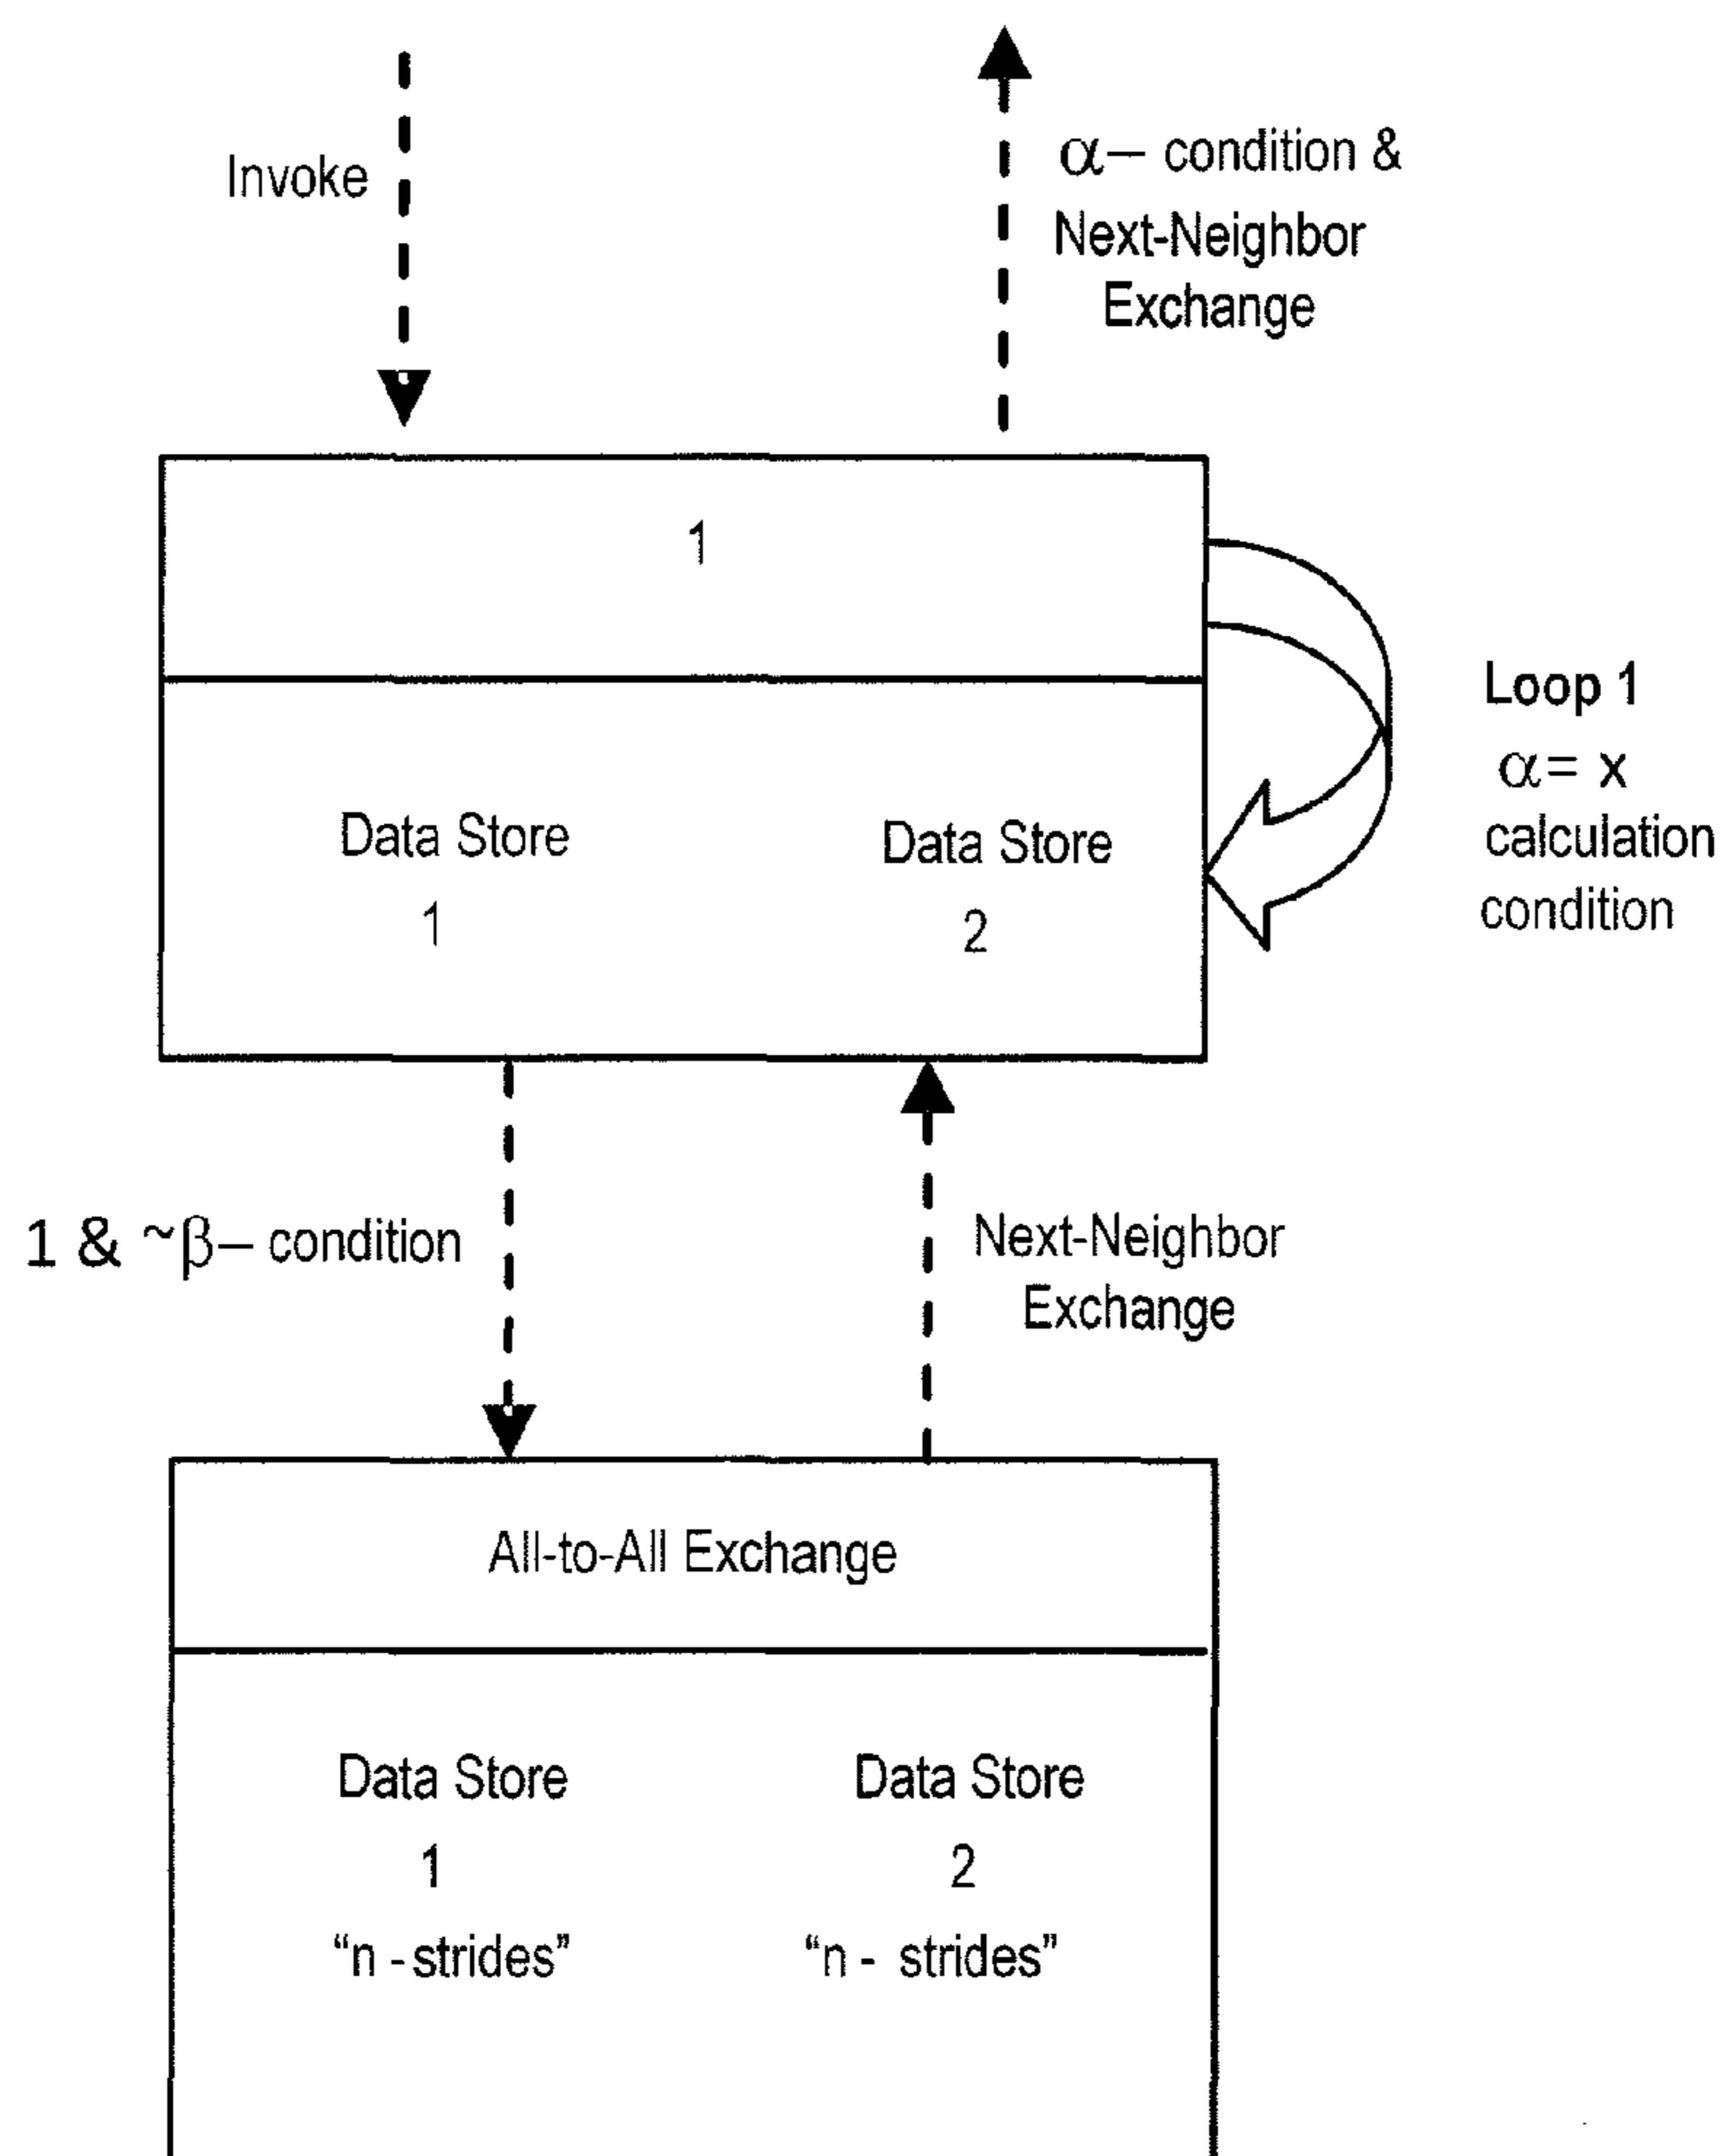 Invoke
α– condition &
Next-Neighbor
Exchange
1
Loop 1
α= x
calculation
condition
Data Store
1
Data Store
2
1 & ~β– condition
Next-Neighbor
Exchange
All-to-All Exchange
Data Store
1
"n -strides"
Data Store
2
"n - strides"